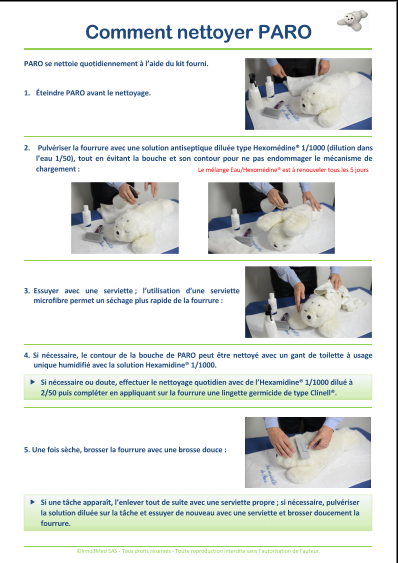 Comment nettoyer PARO
PARO se nettoie quotidiennement à l'aide du kit fourni.
1. Éteindre PARO avant le nettoyage.
2. Pulvériser la fourrure avec une solution antiseptique diluée type Hexomédine® 1/1000 (dilution dans
l'eau 1/50), tout en évitant la bouche et son contour pour ne pas endommager le mécanisme de
chargement :
Le mélange Eau/Hexomédine® est à renouveler tous les 5 jours
3. Essuyer avec une serviette ; l'utilisation d'une serviette
microfibre permet un séchage plus rapide de la fourrure :
4. Si nécessaire, le contour de la bouche de PARO peut être nettoyé avec un gant de toilette à usage
unique humidifié avec la solution Hexamidine® 1/1000.
Si nécessaire ou doute, effectuer le nettoyage quotidien avec de l'Hexamidine® 1/1000 dilué à
2/50 puis compléter en appliquant sur la fourrure une lingette germicide de type Clinell®.
5. Une fois sèche, brosser la fourrure avec une brosse douce :
Si une tâche apparaît, l'enlever tout de suite avec une serviette propre ; si nécessaire, pulvériser
la solution diluée sur la tâche et essuyer de nouveau avec une serviette et brosser doucement la
fourrure.
©Inno3Med SAS - Tous droits réservés - Toute reproduction interdite sans l'autorisation de l'auteur.